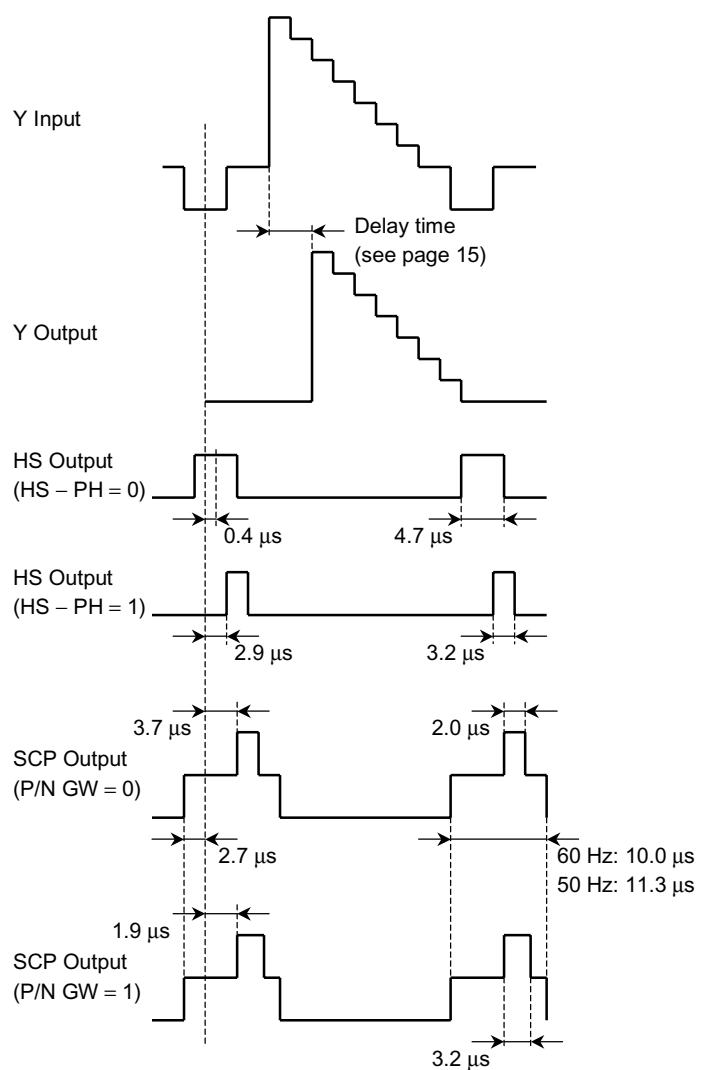 Y Input
Delay time
(see page 15)
Y Output
HS Output
(HS − PH = 0)
0.4 μs
4.7 μs
HS Output
(HS − PH = 1)
2.9 μs
3.2 μs
3.7 μs
2.0 μs
SCP Output
(P/N GW = 0)
2.7 μs
60 Hz: 10.0 μs
50 Hz: 11.3 μs
1.9 μs
SCP Output
(P/N GW = 1)
3.2 μs